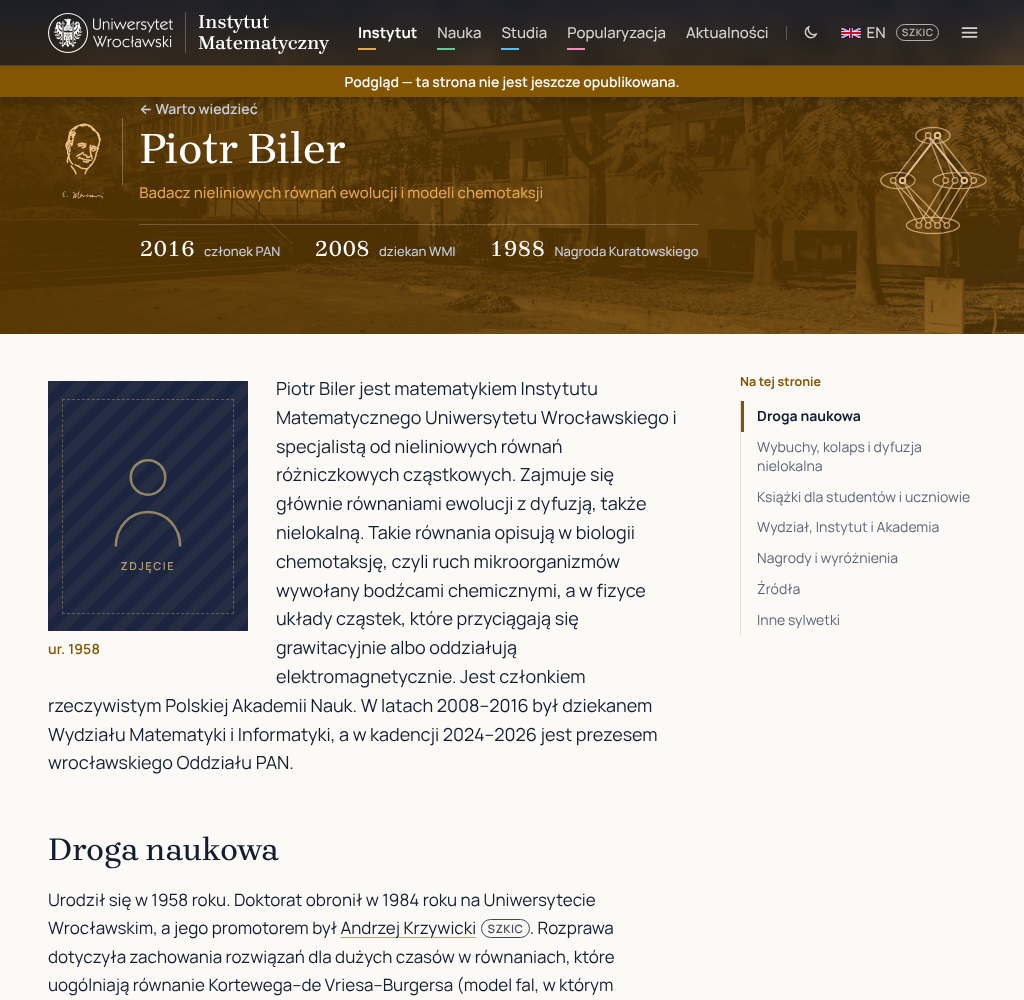 Uniwersytet
Wrocławski
Instytut
Matematyczny
Instytut
Nauka
Studia
Popularyzacja
Aktualności
EN
SZKIC
Podgląd — ta strona nie jest jeszcze opublikowana.
← Warto wiedzieć
Piotr Biler
Badacz nieliniowych równań ewolucji i modeli chemotaksji
2016 członek PAN
2008 dziekan WMI
1988 Nagroda Kuratowskiego
ZDJĘCIE
ur. 1958
Piotr Biler jest matematykiem Instytutu
Matematycznego Uniwersytetu Wrocławskiego i
specjalistą od nieliniowych równań
różniczkowych cząstkowych. Zajmuje się
głównie równaniami ewolucji z dyfuzją, także
nielokalną. Takie równania opisują w biologii
chemotaksję, czyli ruch mikroorganizmów
wywołany bodźcami chemicznymi, a w fizyce
układy cząstek, które przyciągają się
grawitacyjnie albo oddziałują
elektromagnetycznie. Jest członkiem
rzeczywistym Polskiej Akademii Nauk. W latach 2008–2016 był dziekanem
Wydziału Matematyki i Informatyki, a w kadencji 2024–2026 jest prezesem
wrocławskiego Oddziału PAN.
Droga naukowa
Urodził się w 1958 roku. Doktorat obronił w 1984 roku na Uniwersytecie
Wrocławskim, a jego promotorem był Andrzej Krzywicki SZKIC. Rozprawa
dotyczyła zachowania rozwiązań dla dużych czasów w równaniach, które
uogólniają równanie Kortewega–de Vriesa–Burgersa (model fal, w którym
Na tej stronie
Droga naukowa
Wybuchy, kolaps i dyfuzja
nielokalna
Książki dla studentów i uczniowie
Wydział, Instytut i Akademia
Nagrody i wyróżnienia
Źródła
Inne sylwetki